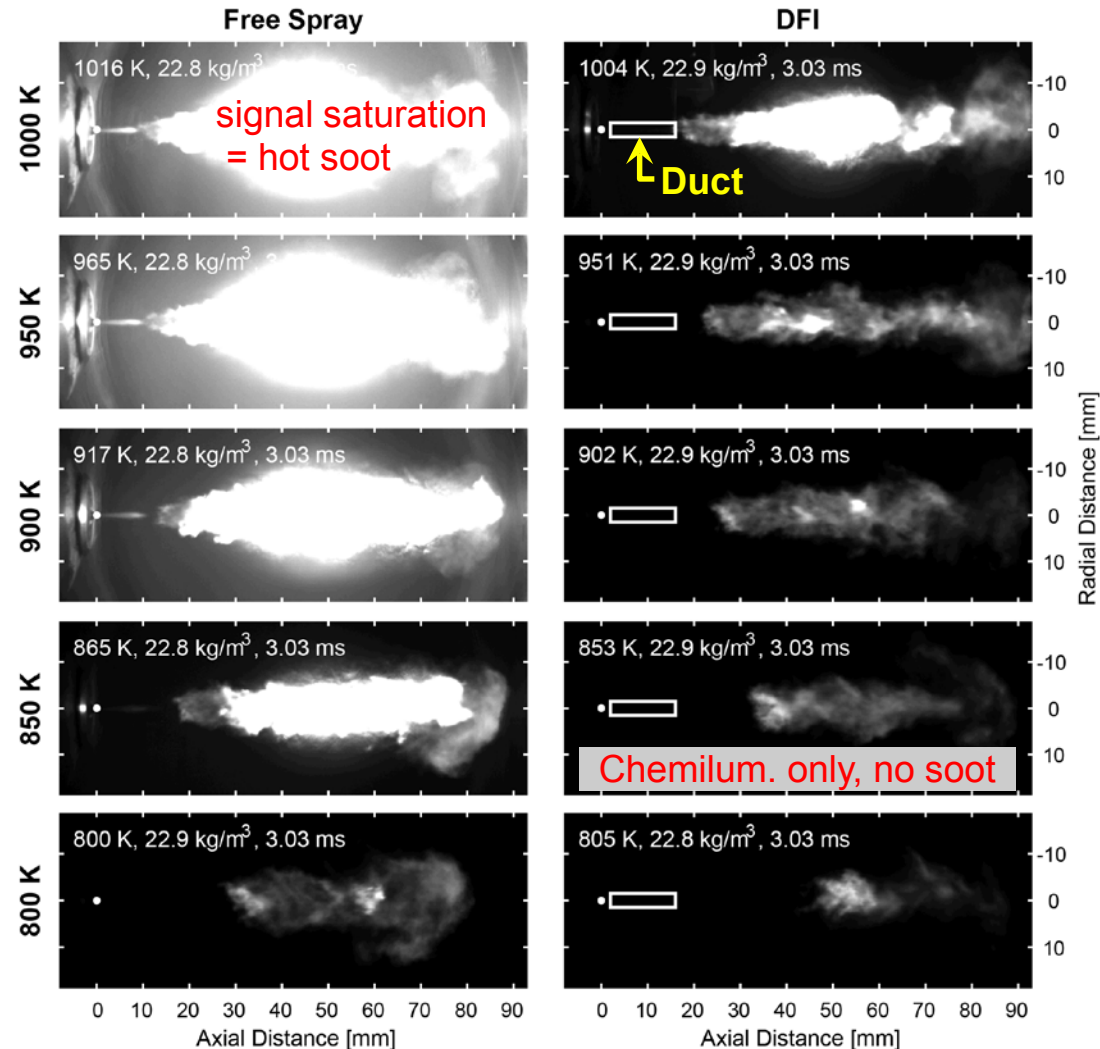 Free Spray
DFI
1000 K
1016 K, 22.8 kg/m³, 3.03 ms
signal saturation
= hot soot
1004 K, 22.9 kg/m³, 3.03 ms
Duct
-10
0
10
950 K
965 K, 22.8 kg/m³, 3.03 ms
951 K, 22.9 kg/m³, 3.03 ms
-10
0
10
900 K
917 K, 22.8 kg/m³, 3.03 ms
902 K, 22.9 kg/m³, 3.03 ms
-10
0
10
Radial Distance [mm]
850 K
865 K, 22.8 kg/m³, 3.03 ms
853 K, 22.9 kg/m³, 3.03 ms
Chemilum. only, no soot
-10
0
10
800 K
800 K, 22.9 kg/m³, 3.03 ms
805 K, 22.8 kg/m³, 3.03 ms
-10
0
10
0 10 20 30 40 50 60 70 80 90
0 10 20 30 40 50 60 70 80 90
Axial Distance [mm]
Axial Distance [mm]